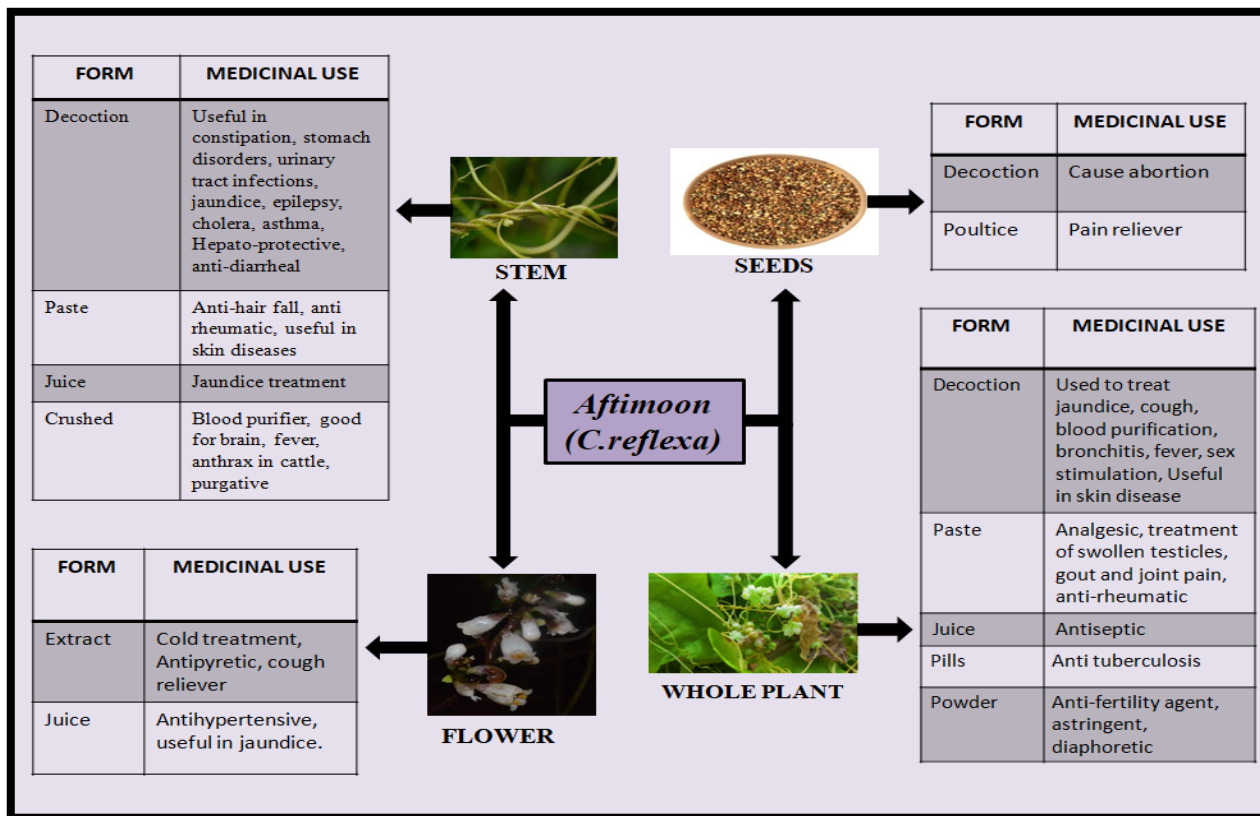 FORM MEDICINAL USE
Decoction Useful in
constipation, stomach
disorders, urinary
tract infections,
jaundice, epilepsy,
cholera, asthma,
Hepato-protective,
anti-diarrheal
Paste Anti-hair fall, anti
rheumatic, useful in
skin diseases
Juice Jaundice treatment
Crushed Blood purifier, good
for brain, fever,
anthrax in cattle,
purgative
STEM
SEEDS
FORM MEDICINAL USE
Decoction Cause abortion
Poultice Pain reliever
Aftimoon
(C.reflexa)
FORM MEDICINAL USE
Extract Cold treatment,
Antipyretic, cough
reliever
Juice Antihypertensive,
useful in jaundice.
FLOWER
WHOLE PLANT
FORM MEDICINAL USE
Decoction Used to treat
jaundice, cough,
blood purification,
bronchitis, fever, sex
stimulation, Useful
in skin disease
Paste Analgesic, treatment
of swollen testicles,
gout and joint pain,
anti-rheumatic
Juice Antiseptic
Pills Anti tuberculosis
Powder Anti-fertility agent,
astringent,
diaphoretic